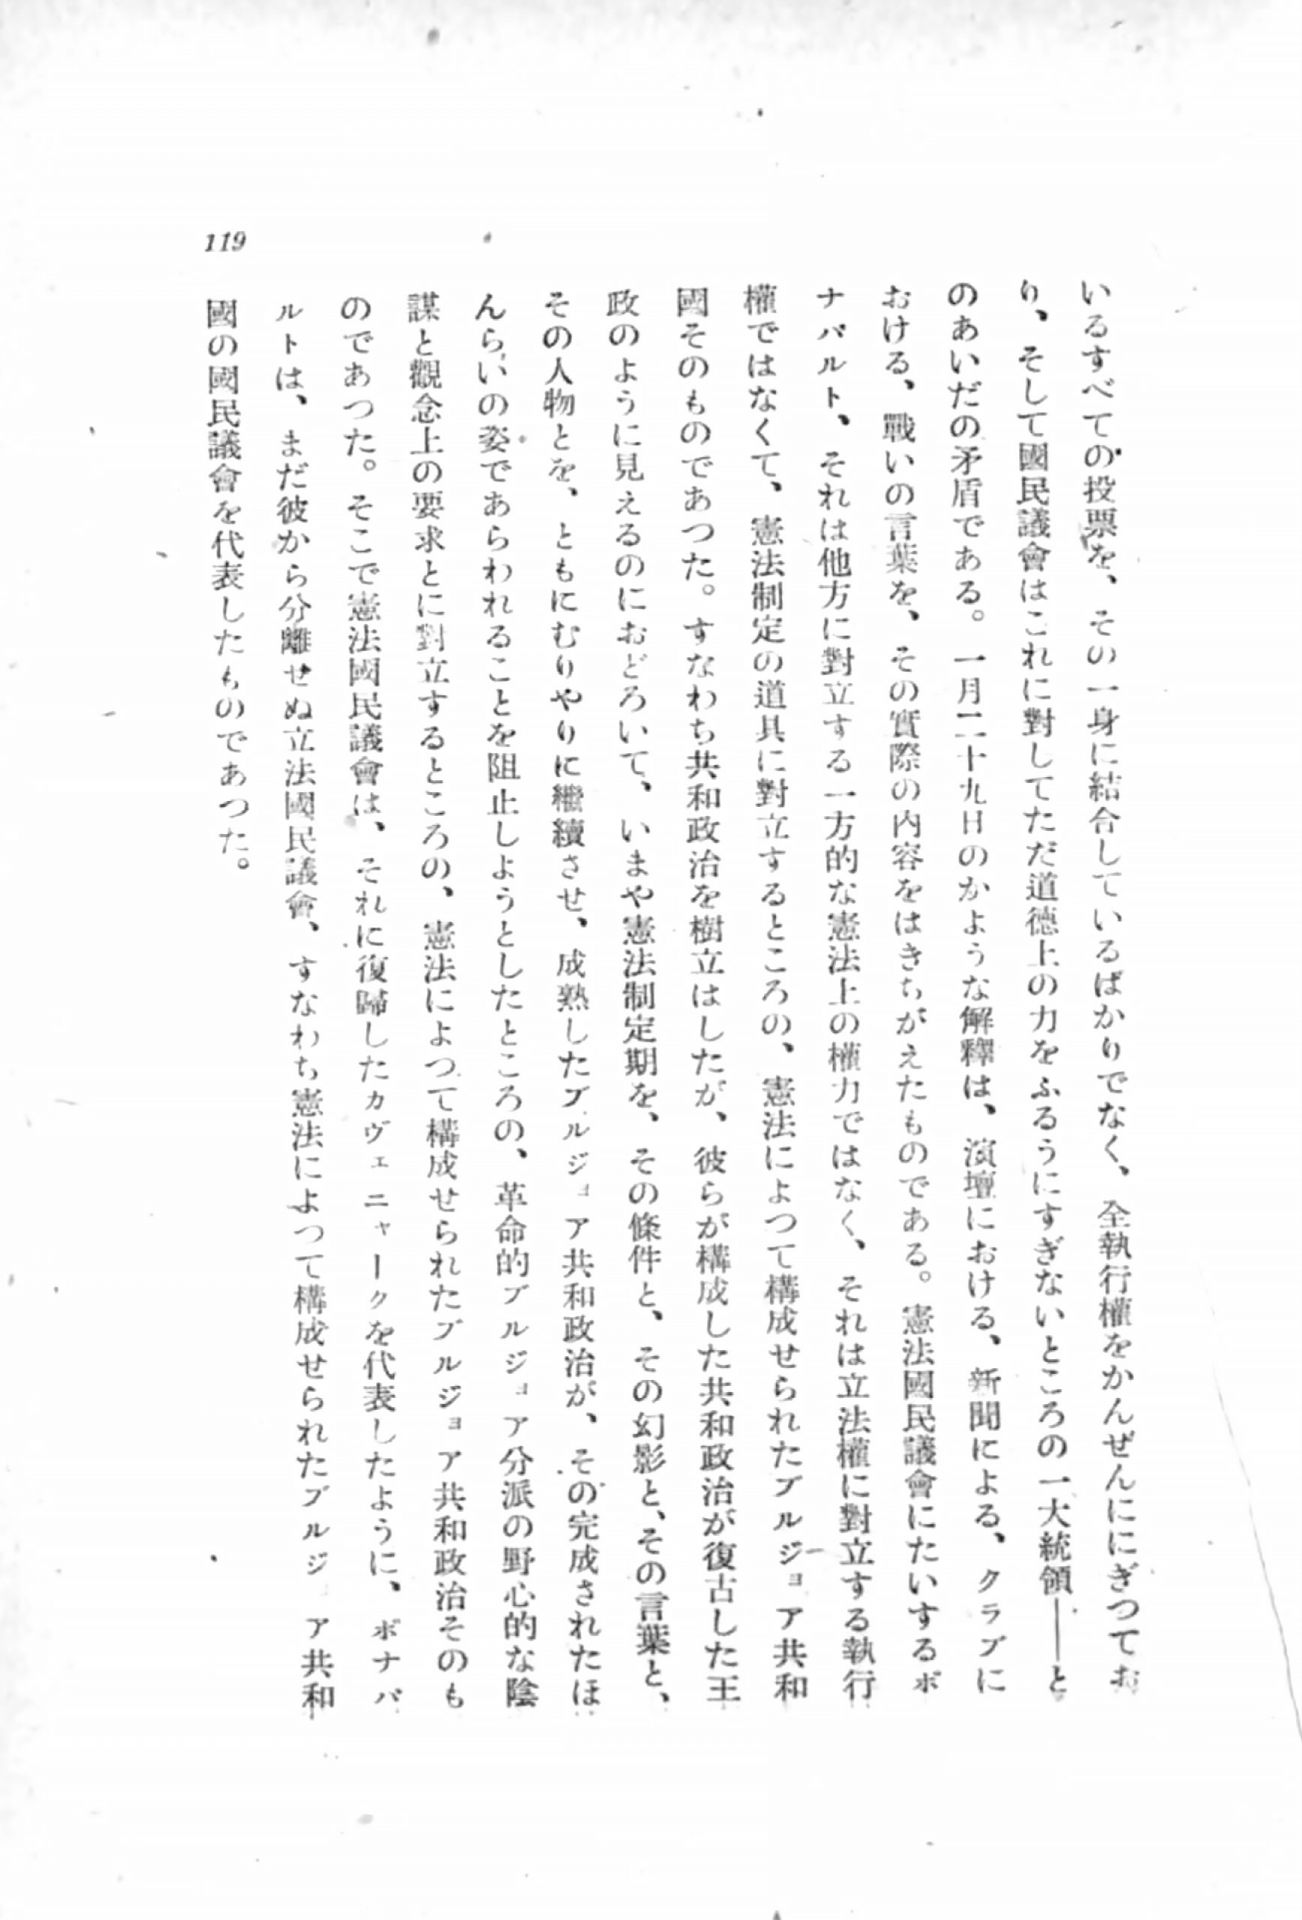 いるすべての投票を、その一身に結合しているばかりでなく、全執行權をかんぜんににぎつてお
り、そして國民議會はこれに對してただ道德上の力をふるうにすぎないところの一大統領――と
のあいだの矛盾である。一月二十九日のかような解釋は、演壇における、新聞による、クラブに
おける、戰いの言葉を、その實際の内容をはきちがえたものである。憲法國民議會にたいするボ
ナパルト、それは他方に對立する一方的な憲法上の權力ではなく、それは立法權に對立する執行
權ではなくて、憲法制定の道具に對立するところの、憲法によつて構成せられたブルジョア共和
國そのものであつた。すなわち共和政治を樹立はしたが、彼らが構成した共和政治が復古した王
政のように見えるのにおどろいて、いまや憲法制定期を、その條件と、その幻影と、その言葉と、
その人物とを、ともにむりやりに繼續させ、成熟したブルジョア共和政治が、その完成されたほ
んらいの姿であらわれることを阻止しようとしたところの、革命的ブルジョア分派の野心的な陰
謀と觀念上の要求とに對立するところの、憲法によつて構成せられたブルジョア共和政治そのも
のであつた。そこで憲法國民議會は、それに復歸したカヴェニャークを代表したように、ボナパ
ルトは、まだ彼から分離せぬ立法國民議會、すなわち憲法によつて構成せられたブルジョア共和
國の國民議會を代表したものであつた。
119